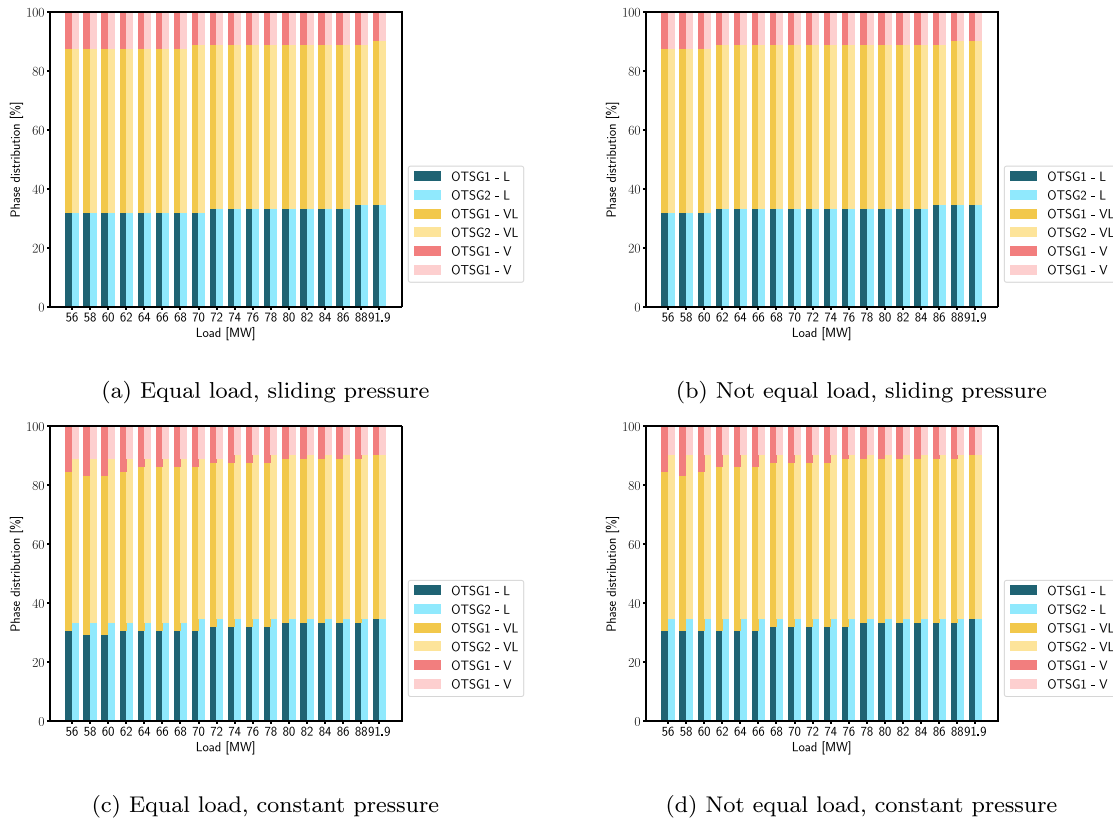 100
80
60
40
20
0
Phase distribution [%]
56 58 60 62 64 66 68 70 72 74 76 78 80 82 84 86 8891.9
Load [MW]
OTSG1 - L
OTSG2 - L
OTSG1 - VL
OTSG2 - VL
OTSG1 - V
OTSG1 - V
(a) Equal load, sliding pressure
100
80
60
40
20
0
Phase distribution [%]
56 58 60 62 64 66 68 70 72 74 76 78 80 82 84 86 8891.9
Load [MW]
OTSG1 - L
OTSG2 - L
OTSG1 - VL
OTSG2 - VL
OTSG1 - V
OTSG1 - V
(b) Not equal load, sliding pressure
100
80
60
40
20
0
Phase distribution [%]
56 58 60 62 64 66 68 70 72 74 76 78 80 82 84 86 8891.9
Load [MW]
OTSG1 - L
OTSG2 - L
OTSG1 - VL
OTSG2 - VL
OTSG1 - V
OTSG1 - V
(c) Equal load, constant pressure
100
80
60
40
20
0
Phase distribution [%]
56 58 60 62 64 66 68 70 72 74 76 78 80 82 84 86 8891.9
Load [MW]
OTSG1 - L
OTSG2 - L
OTSG1 - VL
OTSG2 - VL
OTSG1 - V
OTSG1 - V
(d) Not equal load, constant pressure